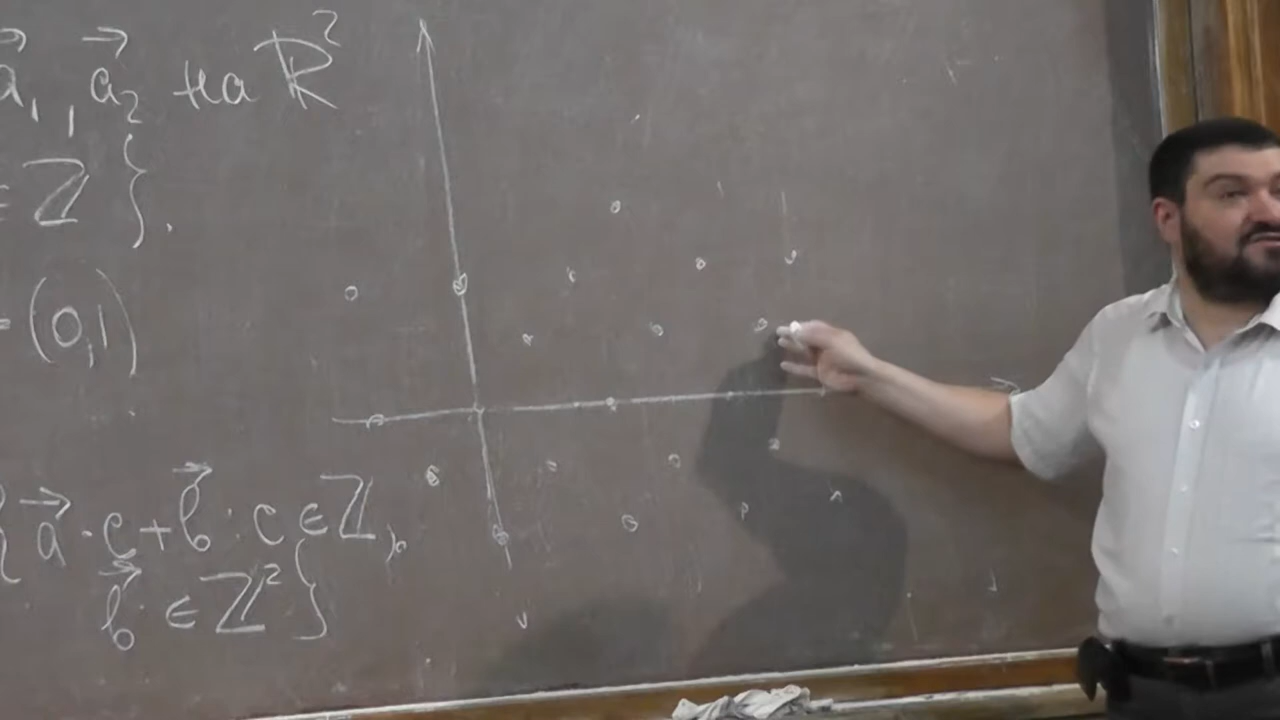 a⃗₁, a⃗₂ на ℝ²
∈ ℤ }.
= (0,1)
{ a⃗·c + b⃗ : c ∈ ℤ,
b⃗ ∈ ℤ² }